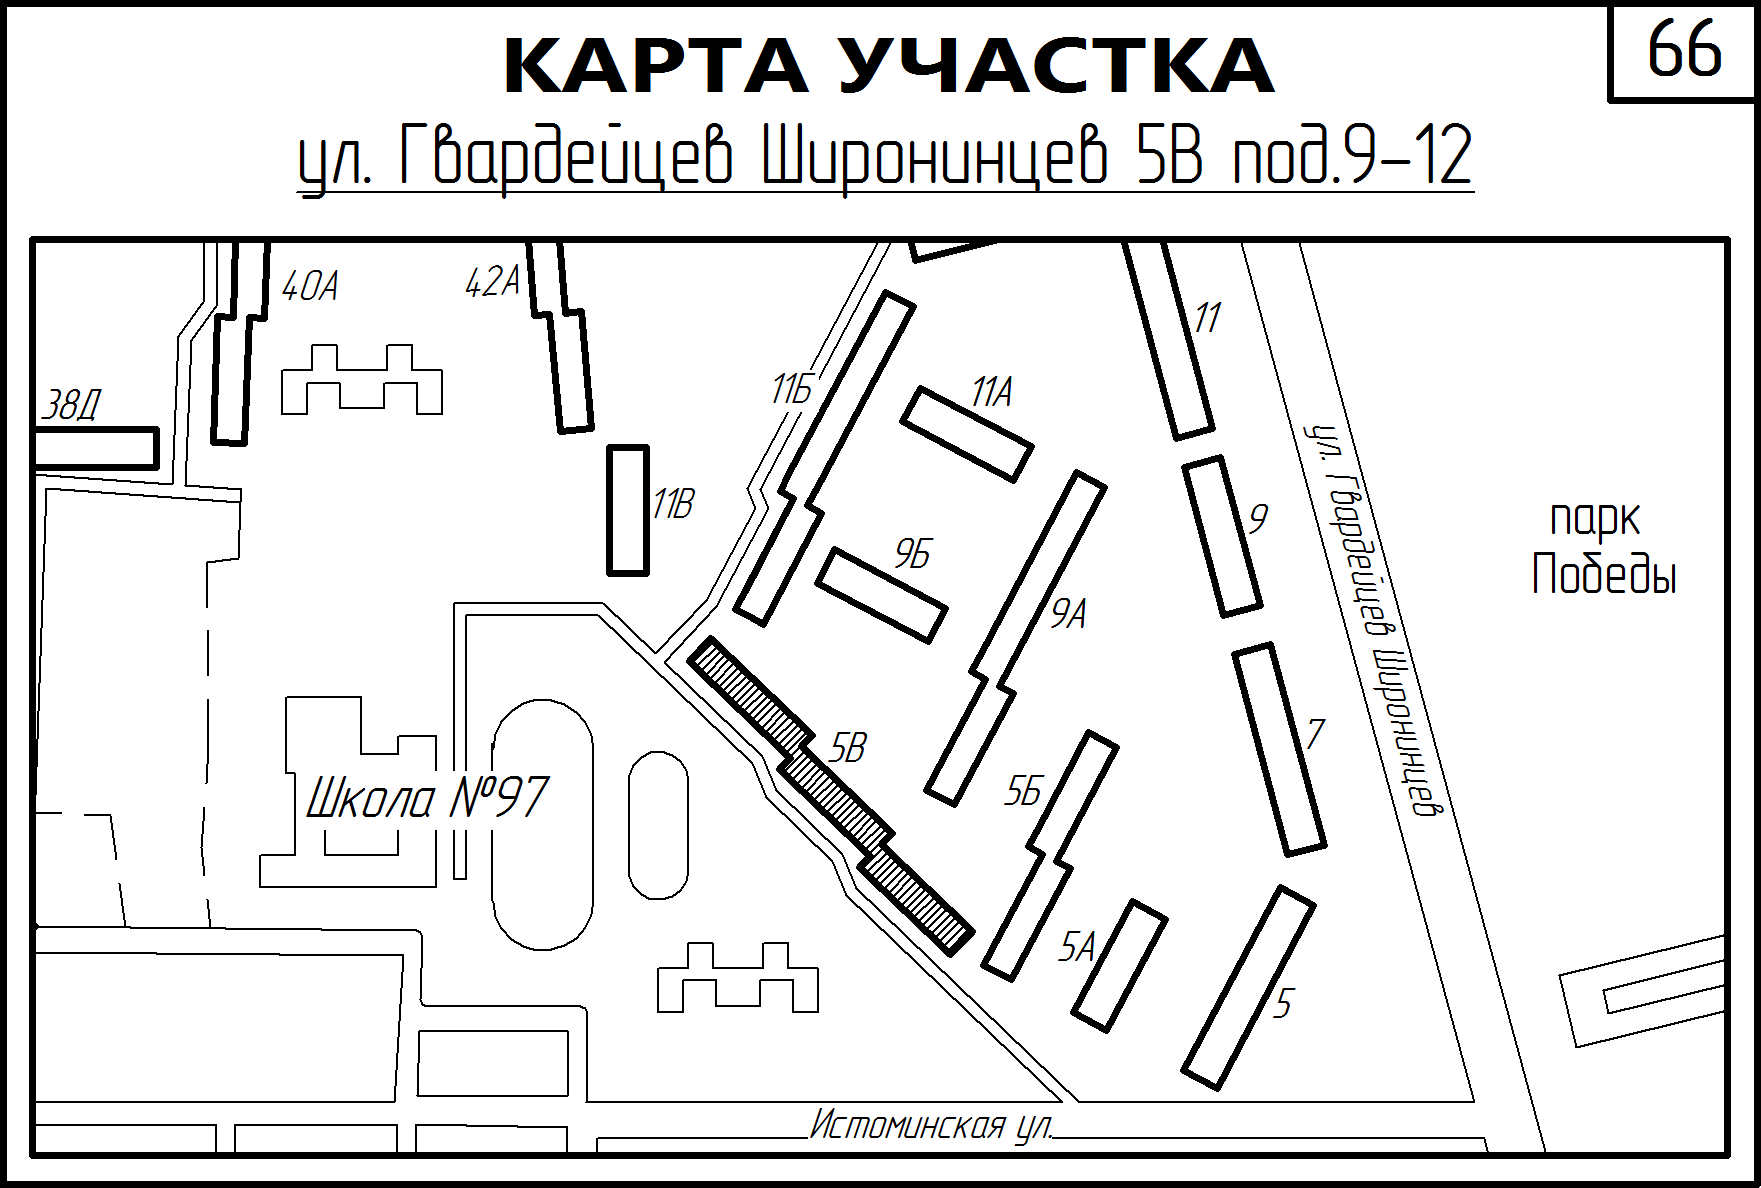 66
КАРТА УЧАСТКА
ул. Гвардейцев Широнинцев 5В под.9-12
40А
42А
11
38Д
11Б
11А
11В
9
9Б
9А
ул. Гвардейцев Широнинцев
парк
Победы
7
5В
5Б
Школа №97
5А
5
Истоминская ул.